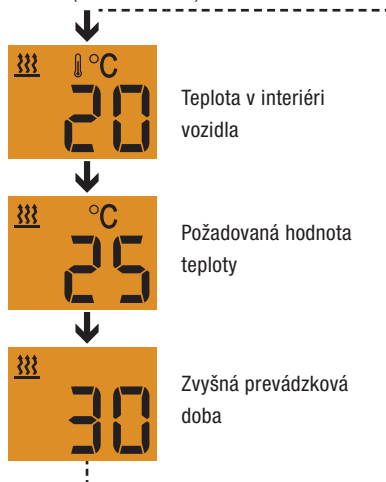 °C
20
Teplota v interiéri
vozidla
°C
25
Požadovaná hodnota
teploty
30
Zvyšná prevádzková
doba